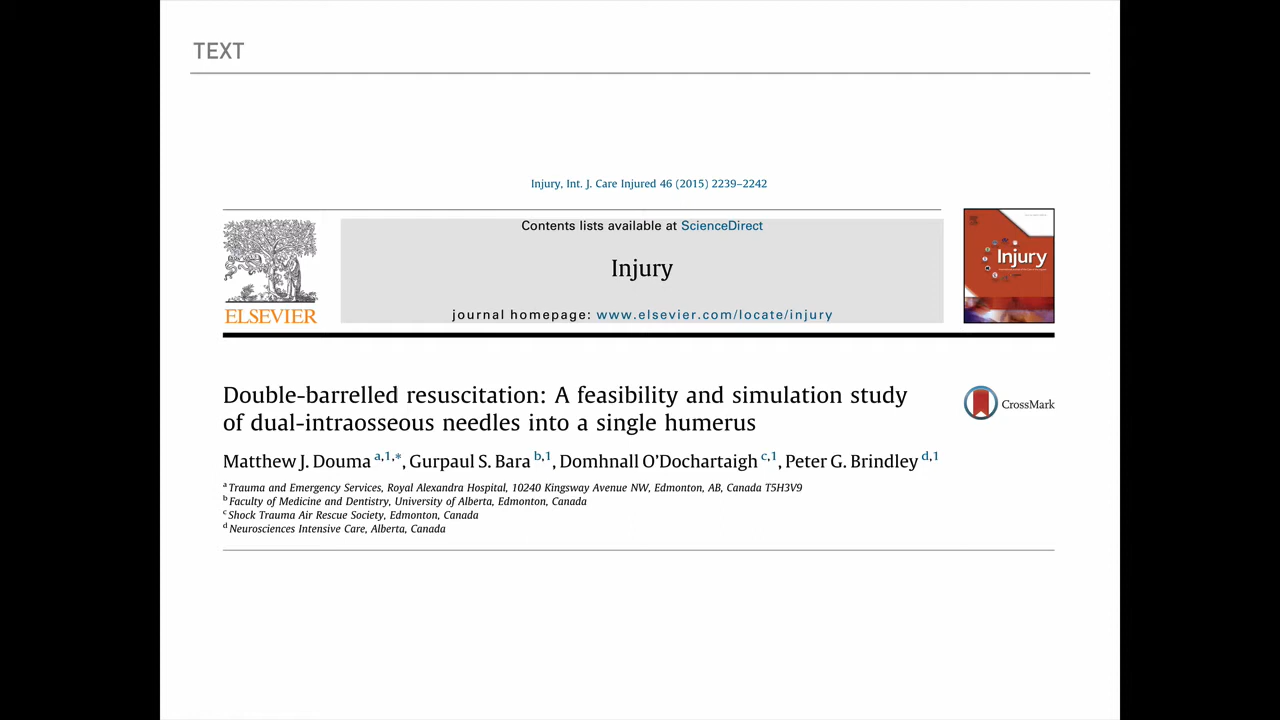 TEXT
Injury, Int. J. Care Injured 46 (2015) 2239–2242
Contents lists available at ScienceDirect
Injury
journal homepage: www.elsevier.com/locate/injury
ELSEVIER
Injury
CrossMark
Double-barrelled resuscitation: A feasibility and simulation study
of dual-intraosseous needles into a single humerus
Matthew J. Douma a,1,*, Gurpaul S. Bara b,1, Domhnall O'Dochartaigh c,1, Peter G. Brindley d,1
a Trauma and Emergency Services, Royal Alexandra Hospital, 10240 Kingsway Avenue NW, Edmonton, AB, Canada T5H3V9
b Faculty of Medicine and Dentistry, University of Alberta, Edmonton, Canada
c Shock Trauma Air Rescue Society, Edmonton, Canada
d Neurosciences Intensive Care, Alberta, Canada